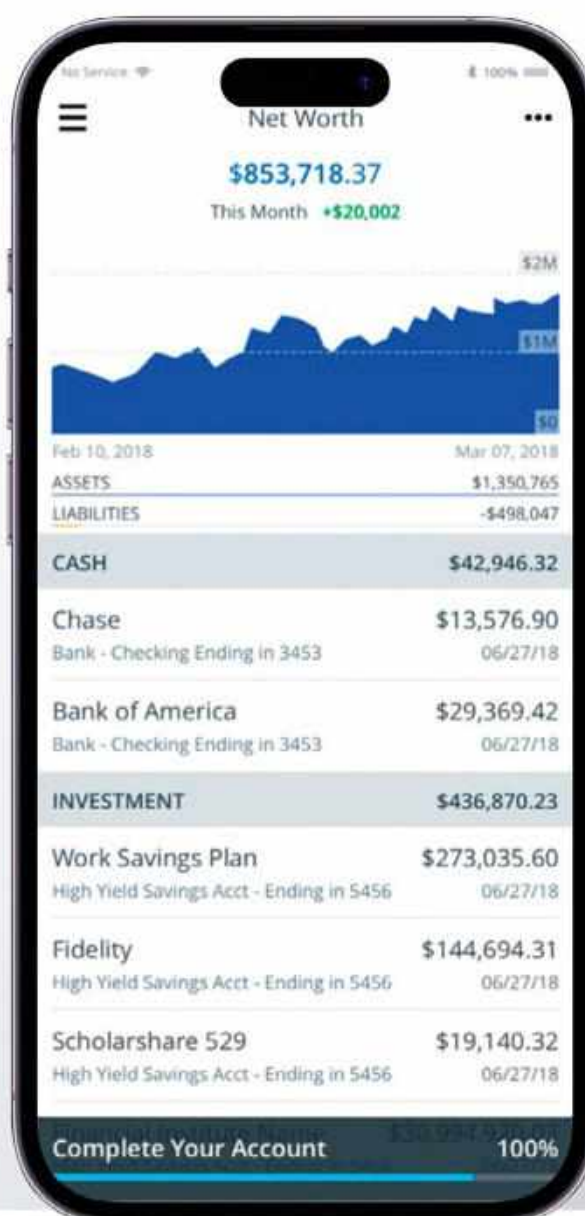 No Service
100%
Net Worth
$853,718.37
This Month +$20,002
$2M
$1M
$0
Feb 10, 2018 Mar 07, 2018
ASSETS $1,350,765
LIABILITIES -$498,047
CASH $42,946.32
Chase $13,576.90
Bank - Checking Ending in 3453 06/27/18
Bank of America $29,369.42
Bank - Checking Ending in 3453 06/27/18
INVESTMENT $436,870.23
Work Savings Plan $273,035.60
High Yield Savings Acct - Ending in 5456 06/27/18
Fidelity $144,694.31
High Yield Savings Acct - Ending in 5456 06/27/18
Scholarshare 529 $19,140.32
High Yield Savings Acct - Ending in 5456 06/27/18
Financial Institute Name
Complete Your Account 100%